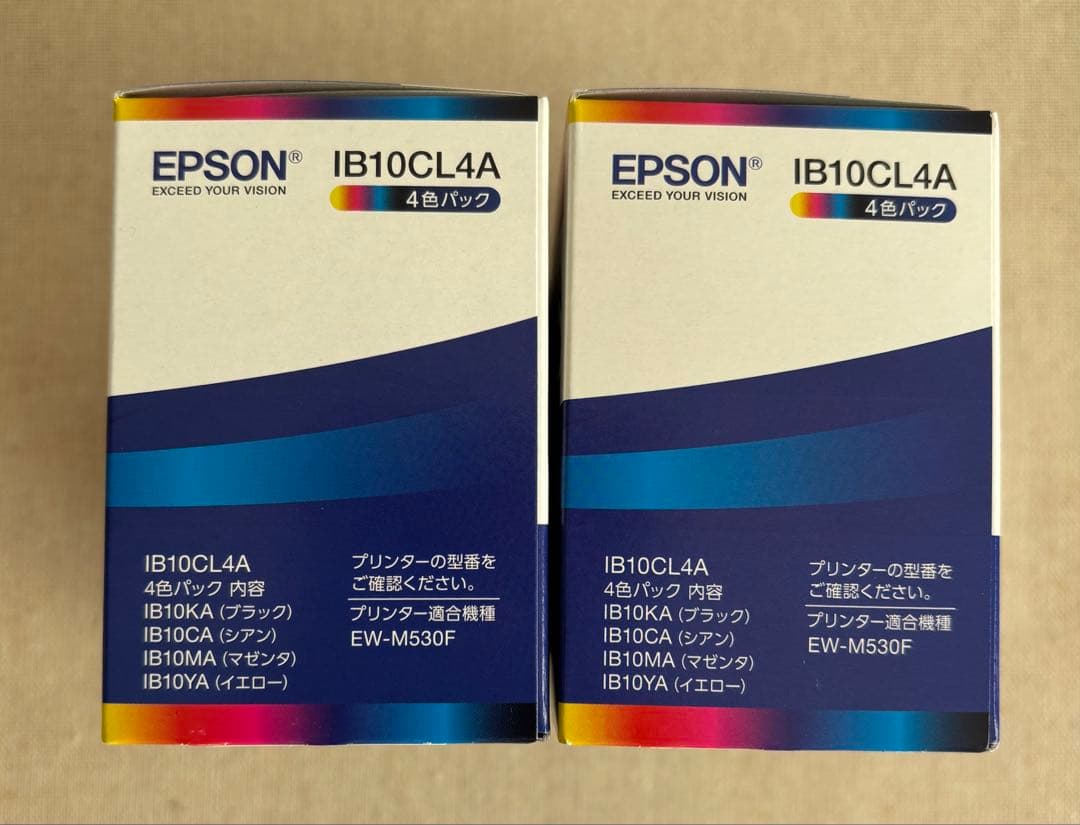 EPSON®
EXCEED YOUR VISION
IB10CL4A
4色パック
IB10CL4A
4色パック 内容
IB10KA (ブラック)
IB10CA (シアン)
IB10MA (マゼンタ)
IB10YA (イエロー)
プリンターの型番を
ご確認ください。
プリンター適合機種
EW-M530F
EPSON®
EXCEED YOUR VISION
IB10CL4A
4色パック
IB10CL4A
4色パック 内容
IB10KA (ブラック)
IB10CA (シアン)
IB10MA (マゼンタ)
IB10YA (イエロー)
プリンターの型番を
ご確認ください。
プリンター適合機種
EW-M530F